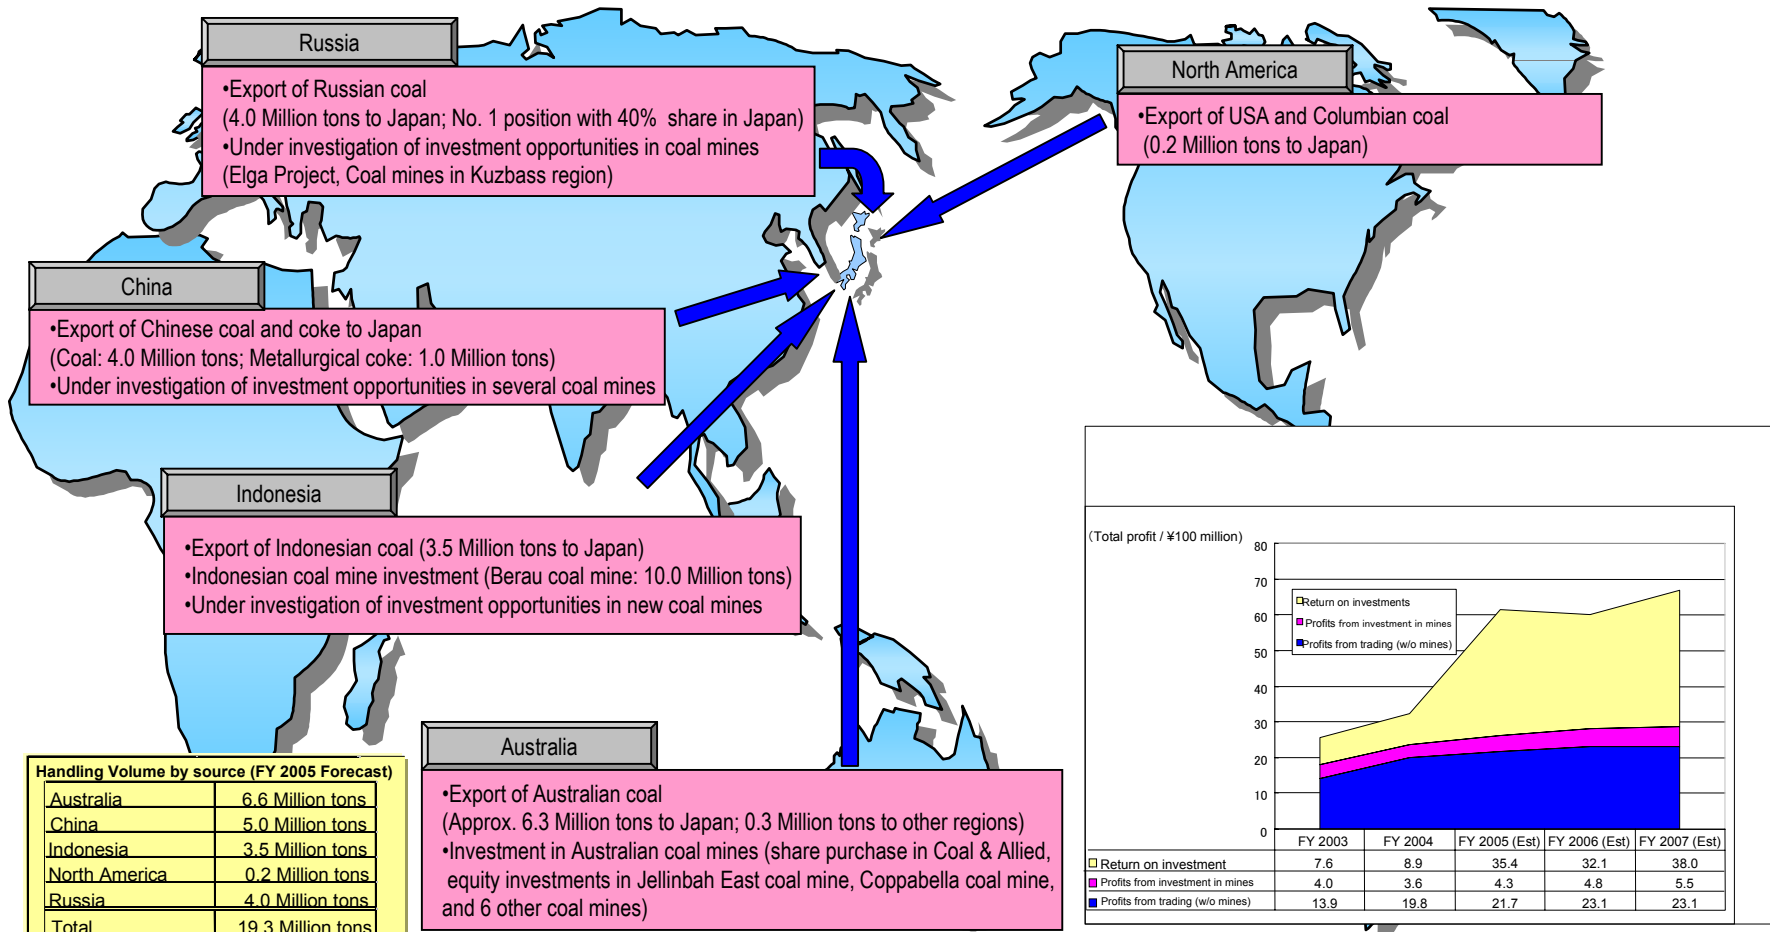 Russia
•Export of Russian coal
(4.0 Million tons to Japan; No. 1 position with 40% share in Japan)
•Under investigation of investment opportunities in coal mines
(Elga Project, Coal mines in Kuzbass region)
North America
•Export of USA and Columbian coal
(0.2 Million tons to Japan)
China
•Export of Chinese coal and coke to Japan
(Coal: 4.0 Million tons; Metallurgical coke: 1.0 Million tons)
•Under investigation of investment opportunities in several coal mines
Indonesia
•Export of Indonesian coal (3.5 Million tons to Japan)
•Indonesian coal mine investment (Berau coal mine: 10.0 Million tons)
•Under investigation of investment opportunities in new coal mines
Australia
•Export of Australian coal
(Approx. 6.3 Million tons to Japan; 0.3 Million tons to other regions)
•Investment in Australian coal mines (share purchase in Coal & Allied,
equity investments in Jellinbah East coal mine, Coppabella coal mine,
and 6 other coal mines)
Handling Volume by source (FY 2005 Forecast)
Australia 6.6 Million tons
China 5.0 Million tons
Indonesia 3.5 Million tons
North America 0.2 Million tons
Russia 4.0 Million tons
Total 19.3 Million tons
(Total profit / ¥100 million)
80
70
60
50
40
30
20
10
0
Return on investments
Profits from investment in mines
Profits from trading (w/o mines)
FY 2003 FY 2004 FY 2005 (Est) FY 2006 (Est) FY 2007 (Est)
Return on investment 7.6 8.9 35.4 32.1 38.0
Profits from investment in mines 4.0 3.6 4.3 4.8 5.5
Profits from trading (w/o mines) 13.9 19.8 21.7 23.1 23.1